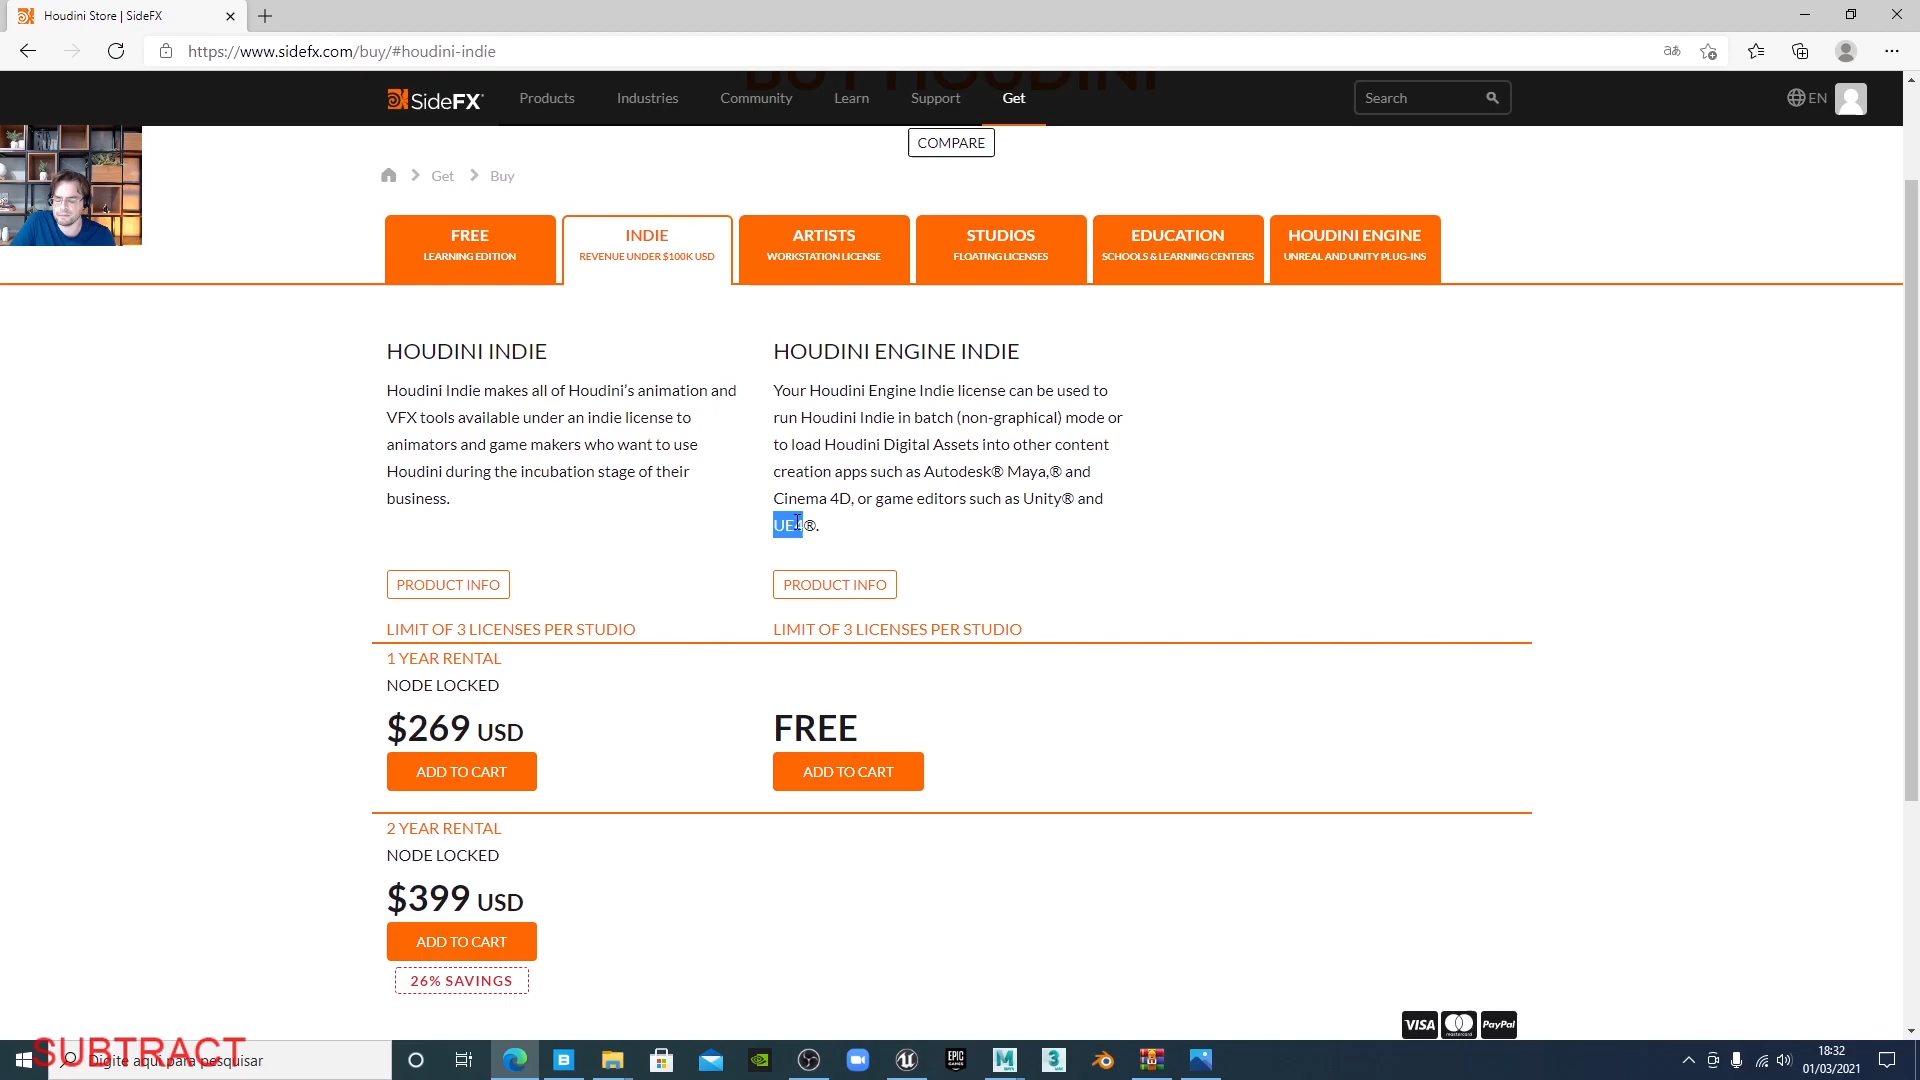 Houdini Store | SideFX
https://www.sidefx.com/buy/#houdini-indie
BUY HOUDINI
SideFX
Products
Industries
Community
Learn
Support
Get
Search
EN
COMPARE
Get
Buy
FREE
LEARNING EDITION
INDIE
REVENUE UNDER $100K USD
ARTISTS
WORKSTATION LICENSE
STUDIOS
FLOATING LICENSES
EDUCATION
SCHOOLS & LEARNING CENTERS
HOUDINI ENGINE
UNREAL AND UNITY PLUG-INS
HOUDINI INDIE
Houdini Indie makes all of Houdini’s animation and
VFX tools available under an indie license to
animators and game makers who want to use
Houdini during the incubation stage of their
business.
PRODUCT INFO
LIMIT OF 3 LICENSES PER STUDIO
HOUDINI ENGINE INDIE
Your Houdini Engine Indie license can be used to
run Houdini Indie in batch (non-graphical) mode or
to load Houdini Digital Assets into other content
creation apps such as Autodesk® Maya,® and
Cinema 4D, or game editors such as Unity® and
UE4®.
PRODUCT INFO
LIMIT OF 3 LICENSES PER STUDIO
1 YEAR RENTAL
NODE LOCKED
$269 USD
ADD TO CART
FREE
ADD TO CART
2 YEAR RENTAL
NODE LOCKED
$399 USD
ADD TO CART
26% SAVINGS
VISA
mastercard
PayPal
SUBTRACT
Digite aqui para pesquisar
EPIC GAMES
18:32
01/03/2021